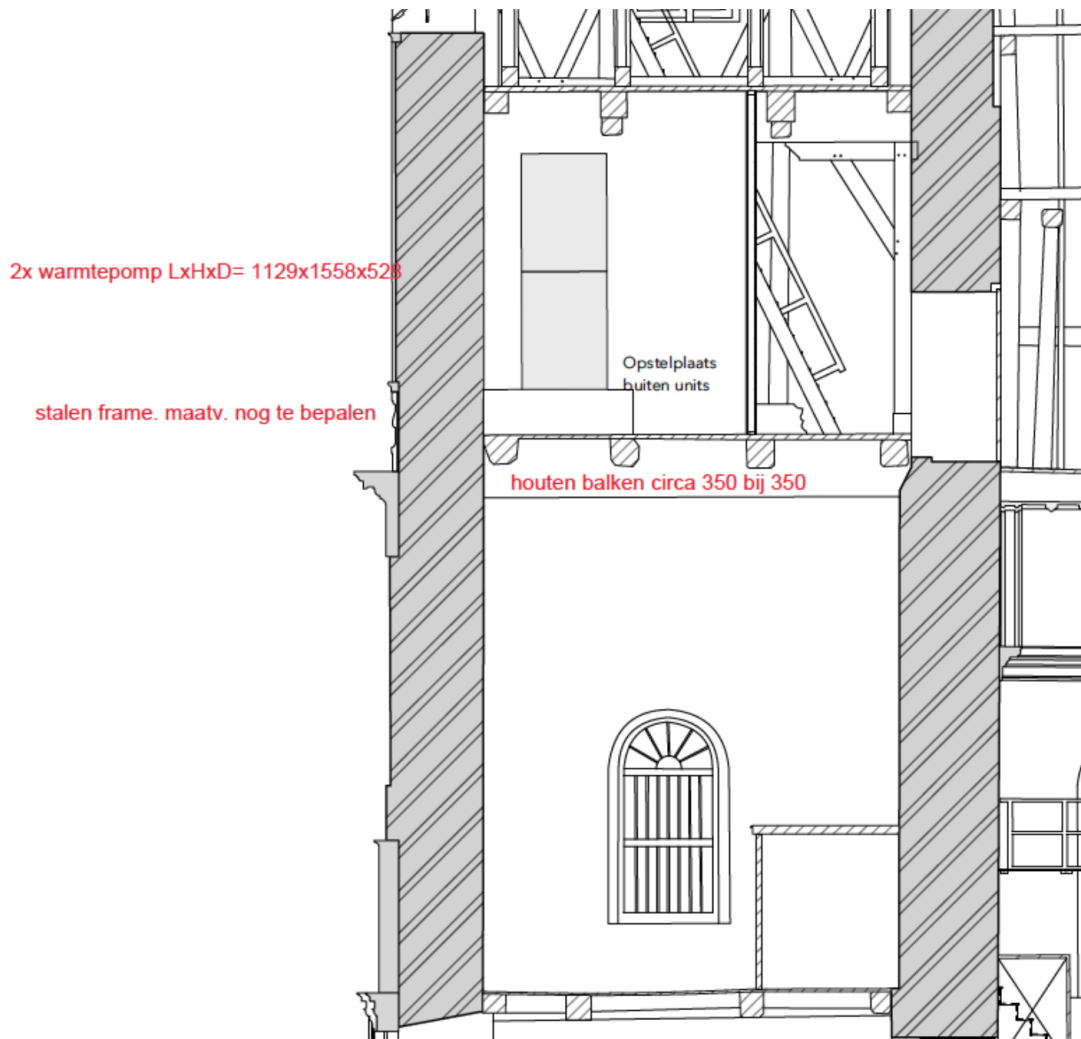 2x warmtepomp LxHxD= 1129x1558x528
Opstelplaats
buiten units
stalen frame. maatv. nog te bepalen
houten balken circa 350 bij 350